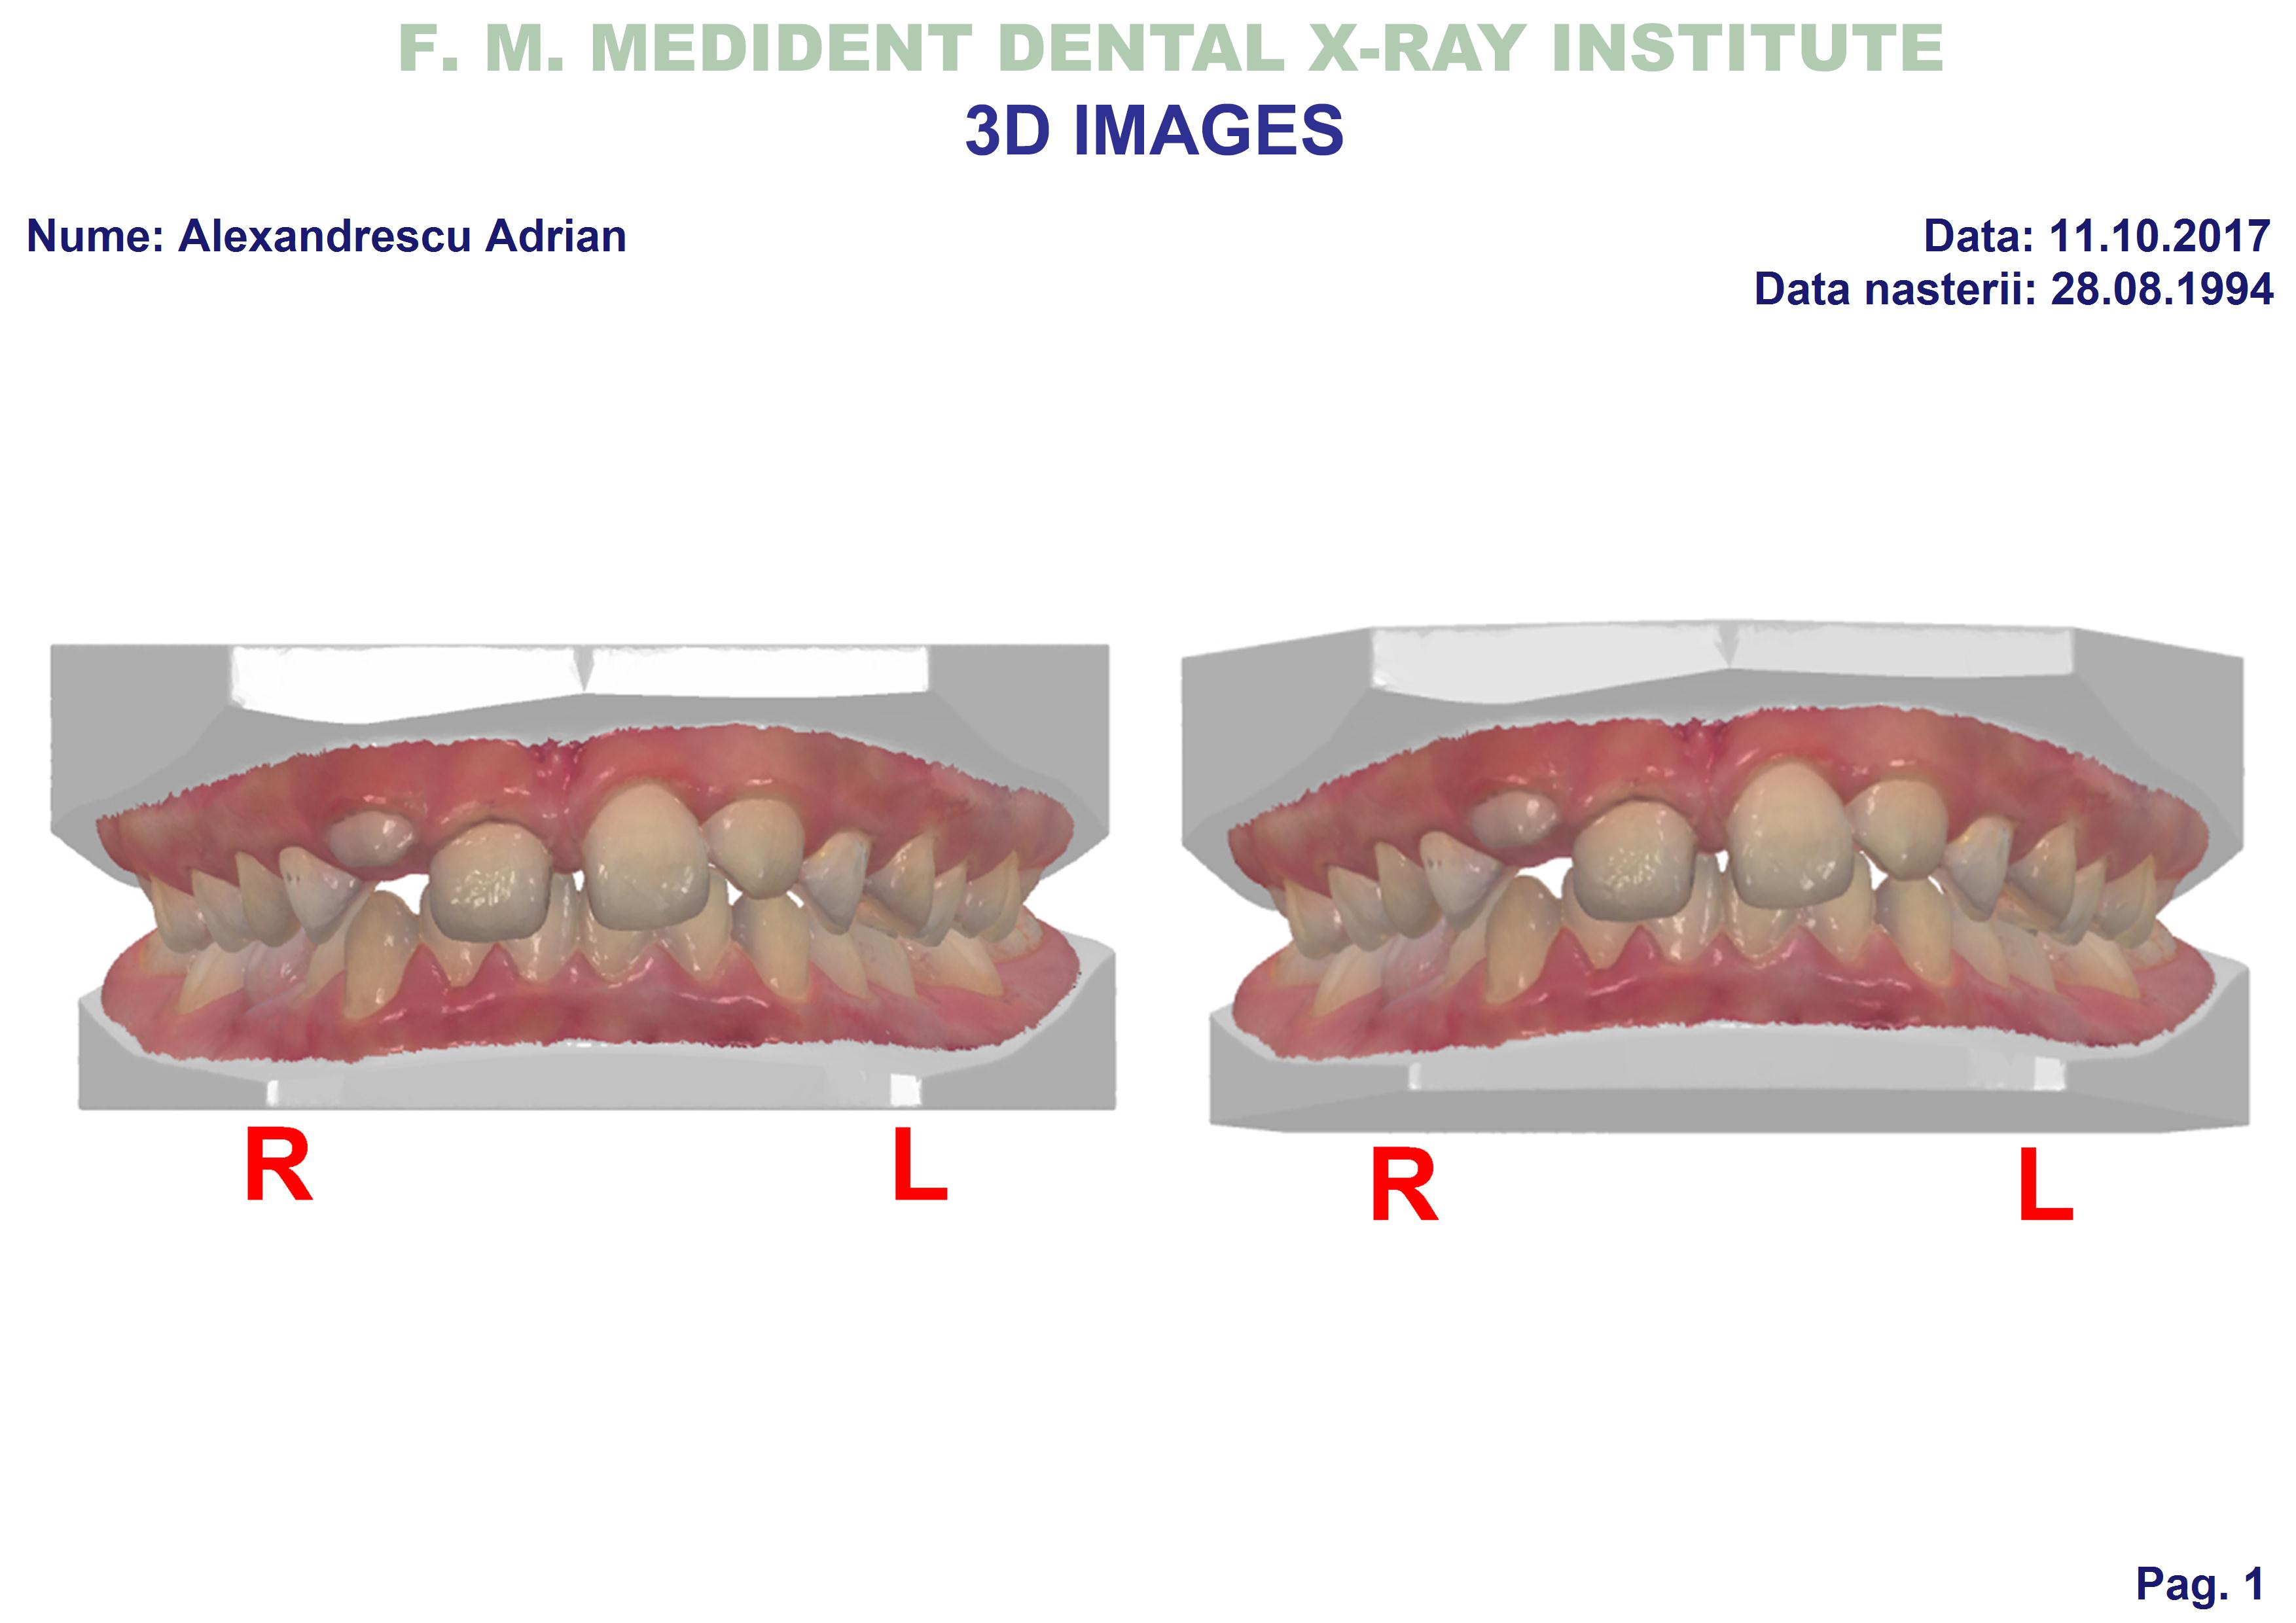 F. M. MEDIDENT DENTAL X-RAY INSTITUTE
3D IMAGES
Nume: Alexandrescu Adrian
Data: 11.10.2017
Data nasterii: 28.08.1994
R
L
R
L
Pag. 1